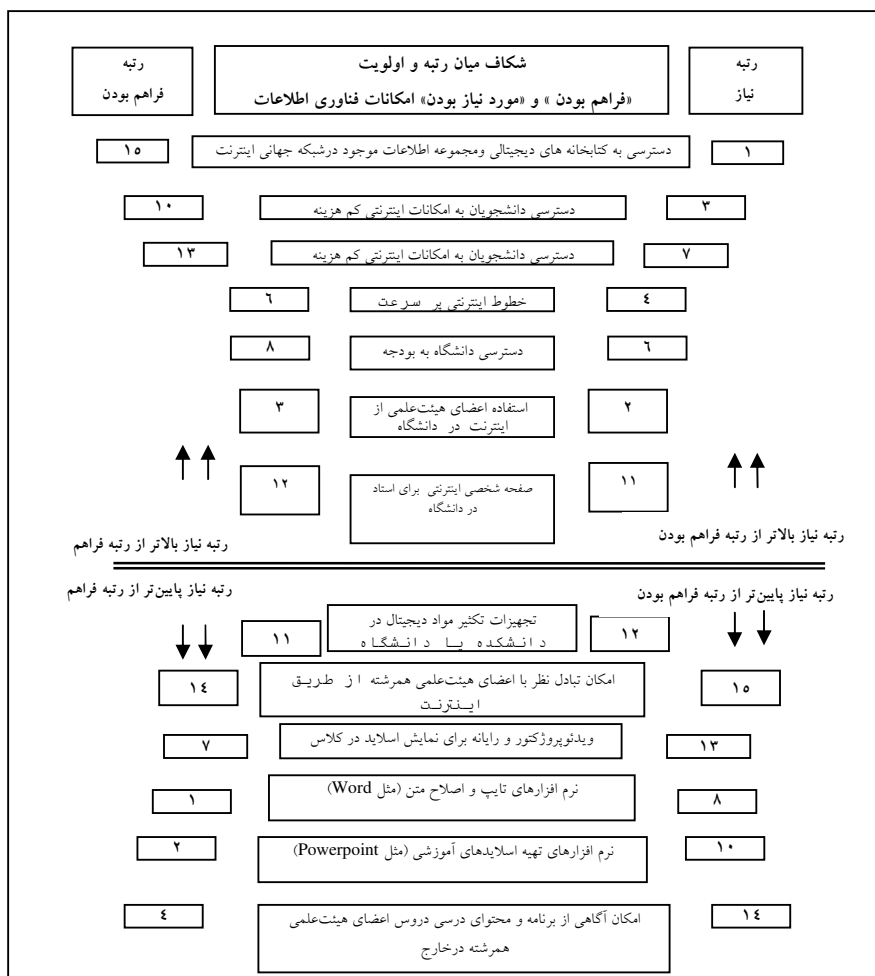 رتبه
نیاز
شکاف میان رتبه و اولویت
«فراهم بودن » و «مورد نیاز بودن» امکانات فناوری اطلاعات
رتبه
فراهم بودن
۱
دسترسی به کتابخانه های دیجیتالی ومجموعه اطلاعات موجود درشبکه جهانی اینترنت
۱۵
۳
دسترسی دانشجویان به امکانات اینترنتی کم هزینه
۱۰
۷
دسترسی دانشجویان به امکانات اینترنتی کم هزینه
۱۳
٤
خطوط اینترنتی پر سرعت
٦
٦
دسترسی دانشگاه به بودجه
۸
۲
استفاده اعضای هیئت‌علمی از
اینترنت در دانشگاه
۳
۱۱
صفحه شخصی اینترنتی برای استاد
در دانشگاه
۱۲
رتبه نیاز بالاتر از رتبه فراهم بودن
رتبه نیاز بالاتر از رتبه فراهم
رتبه نیاز پایین‌تر از رتبه فراهم بودن
رتبه نیاز پایین‌تر از رتبه فراهم
۱۲
تجهیزات تکثیر مواد دیجیتال در
دانشکده یا دانشگاه
۱۱
۱۵
امکان تبادل نظر با اعضای هیئت‌علمی همرشته از طریق
اینترنت
۱٤
۱۳
ویدئوپروژکتور و رایانه برای نمایش اسلاید در کلاس
۷
۸
نرم افزارهای تایپ و اصلاح متن (مثل Word)
۱
۱۰
نرم افزارهای تهیه اسلایدهای آموزشی (مثل Powerpoint)
۲
۱٤
امکان آگاهی از برنامه و محتوای درسی دروس اعضای هیئت‌علمی
همرشته درخارج
٤